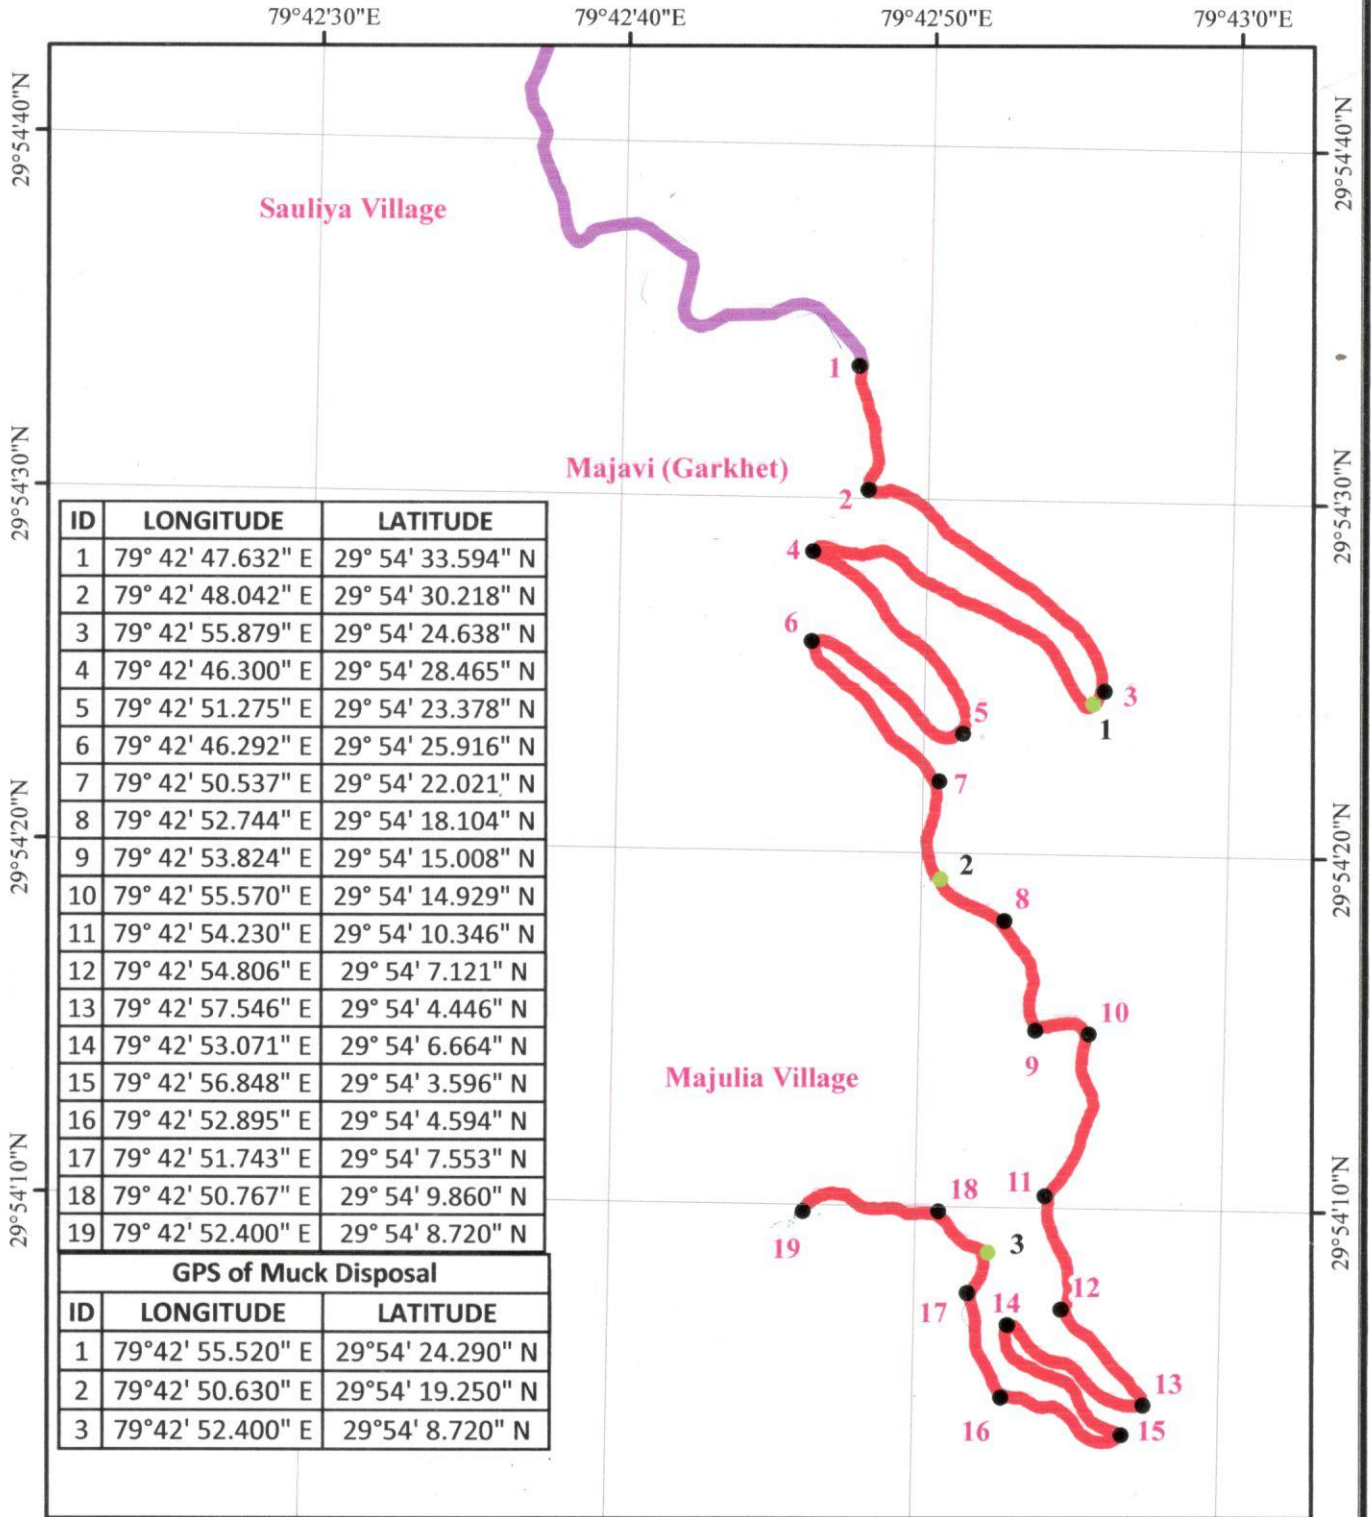 79°42'30"E 79°42'40"E 79°42'50"E 79°43'0"E
29°54'40"N 29°54'40"N
Sauliya Village
1
Majavi (Garkhet)
29°54'30"N 29°54'30"N
2
4
6
3
5
1
7
29°54'20"N 29°54'20"N
2
8
10
9
Majulia Village
29°54'10"N 29°54'10"N
11
18
19
3
12
17
14
13
16
15
ID LONGITUDE LATITUDE
1 79° 42' 47.632" E 29° 54' 33.594" N
2 79° 42' 48.042" E 29° 54' 30.218" N
3 79° 42' 55.879" E 29° 54' 24.638" N
4 79° 42' 46.300" E 29° 54' 28.465" N
5 79° 42' 51.275" E 29° 54' 23.378" N
6 79° 42' 46.292" E 29° 54' 25.916" N
7 79° 42' 50.537" E 29° 54' 22.021" N
8 79° 42' 52.744" E 29° 54' 18.104" N
9 79° 42' 53.824" E 29° 54' 15.008" N
10 79° 42' 55.570" E 29° 54' 14.929" N
11 79° 42' 54.230" E 29° 54' 10.346" N
12 79° 42' 54.806" E 29° 54' 7.121" N
13 79° 42' 57.546" E 29° 54' 4.446" N
14 79° 42' 53.071" E 29° 54' 6.664" N
15 79° 42' 56.848" E 29° 54' 3.596" N
16 79° 42' 52.895" E 29° 54' 4.594" N
17 79° 42' 51.743" E 29° 54' 7.553" N
18 79° 42' 50.767" E 29° 54' 9.860" N
19 79° 42' 52.400" E 29° 54' 8.720" N
GPS of Muck Disposal
ID LONGITUDE LATITUDE
1 79°42' 55.520" E 29°54' 24.290" N
2 79°42' 50.630" E 29°54' 19.250" N
3 79°42' 52.400" E 29°54' 8.720" N